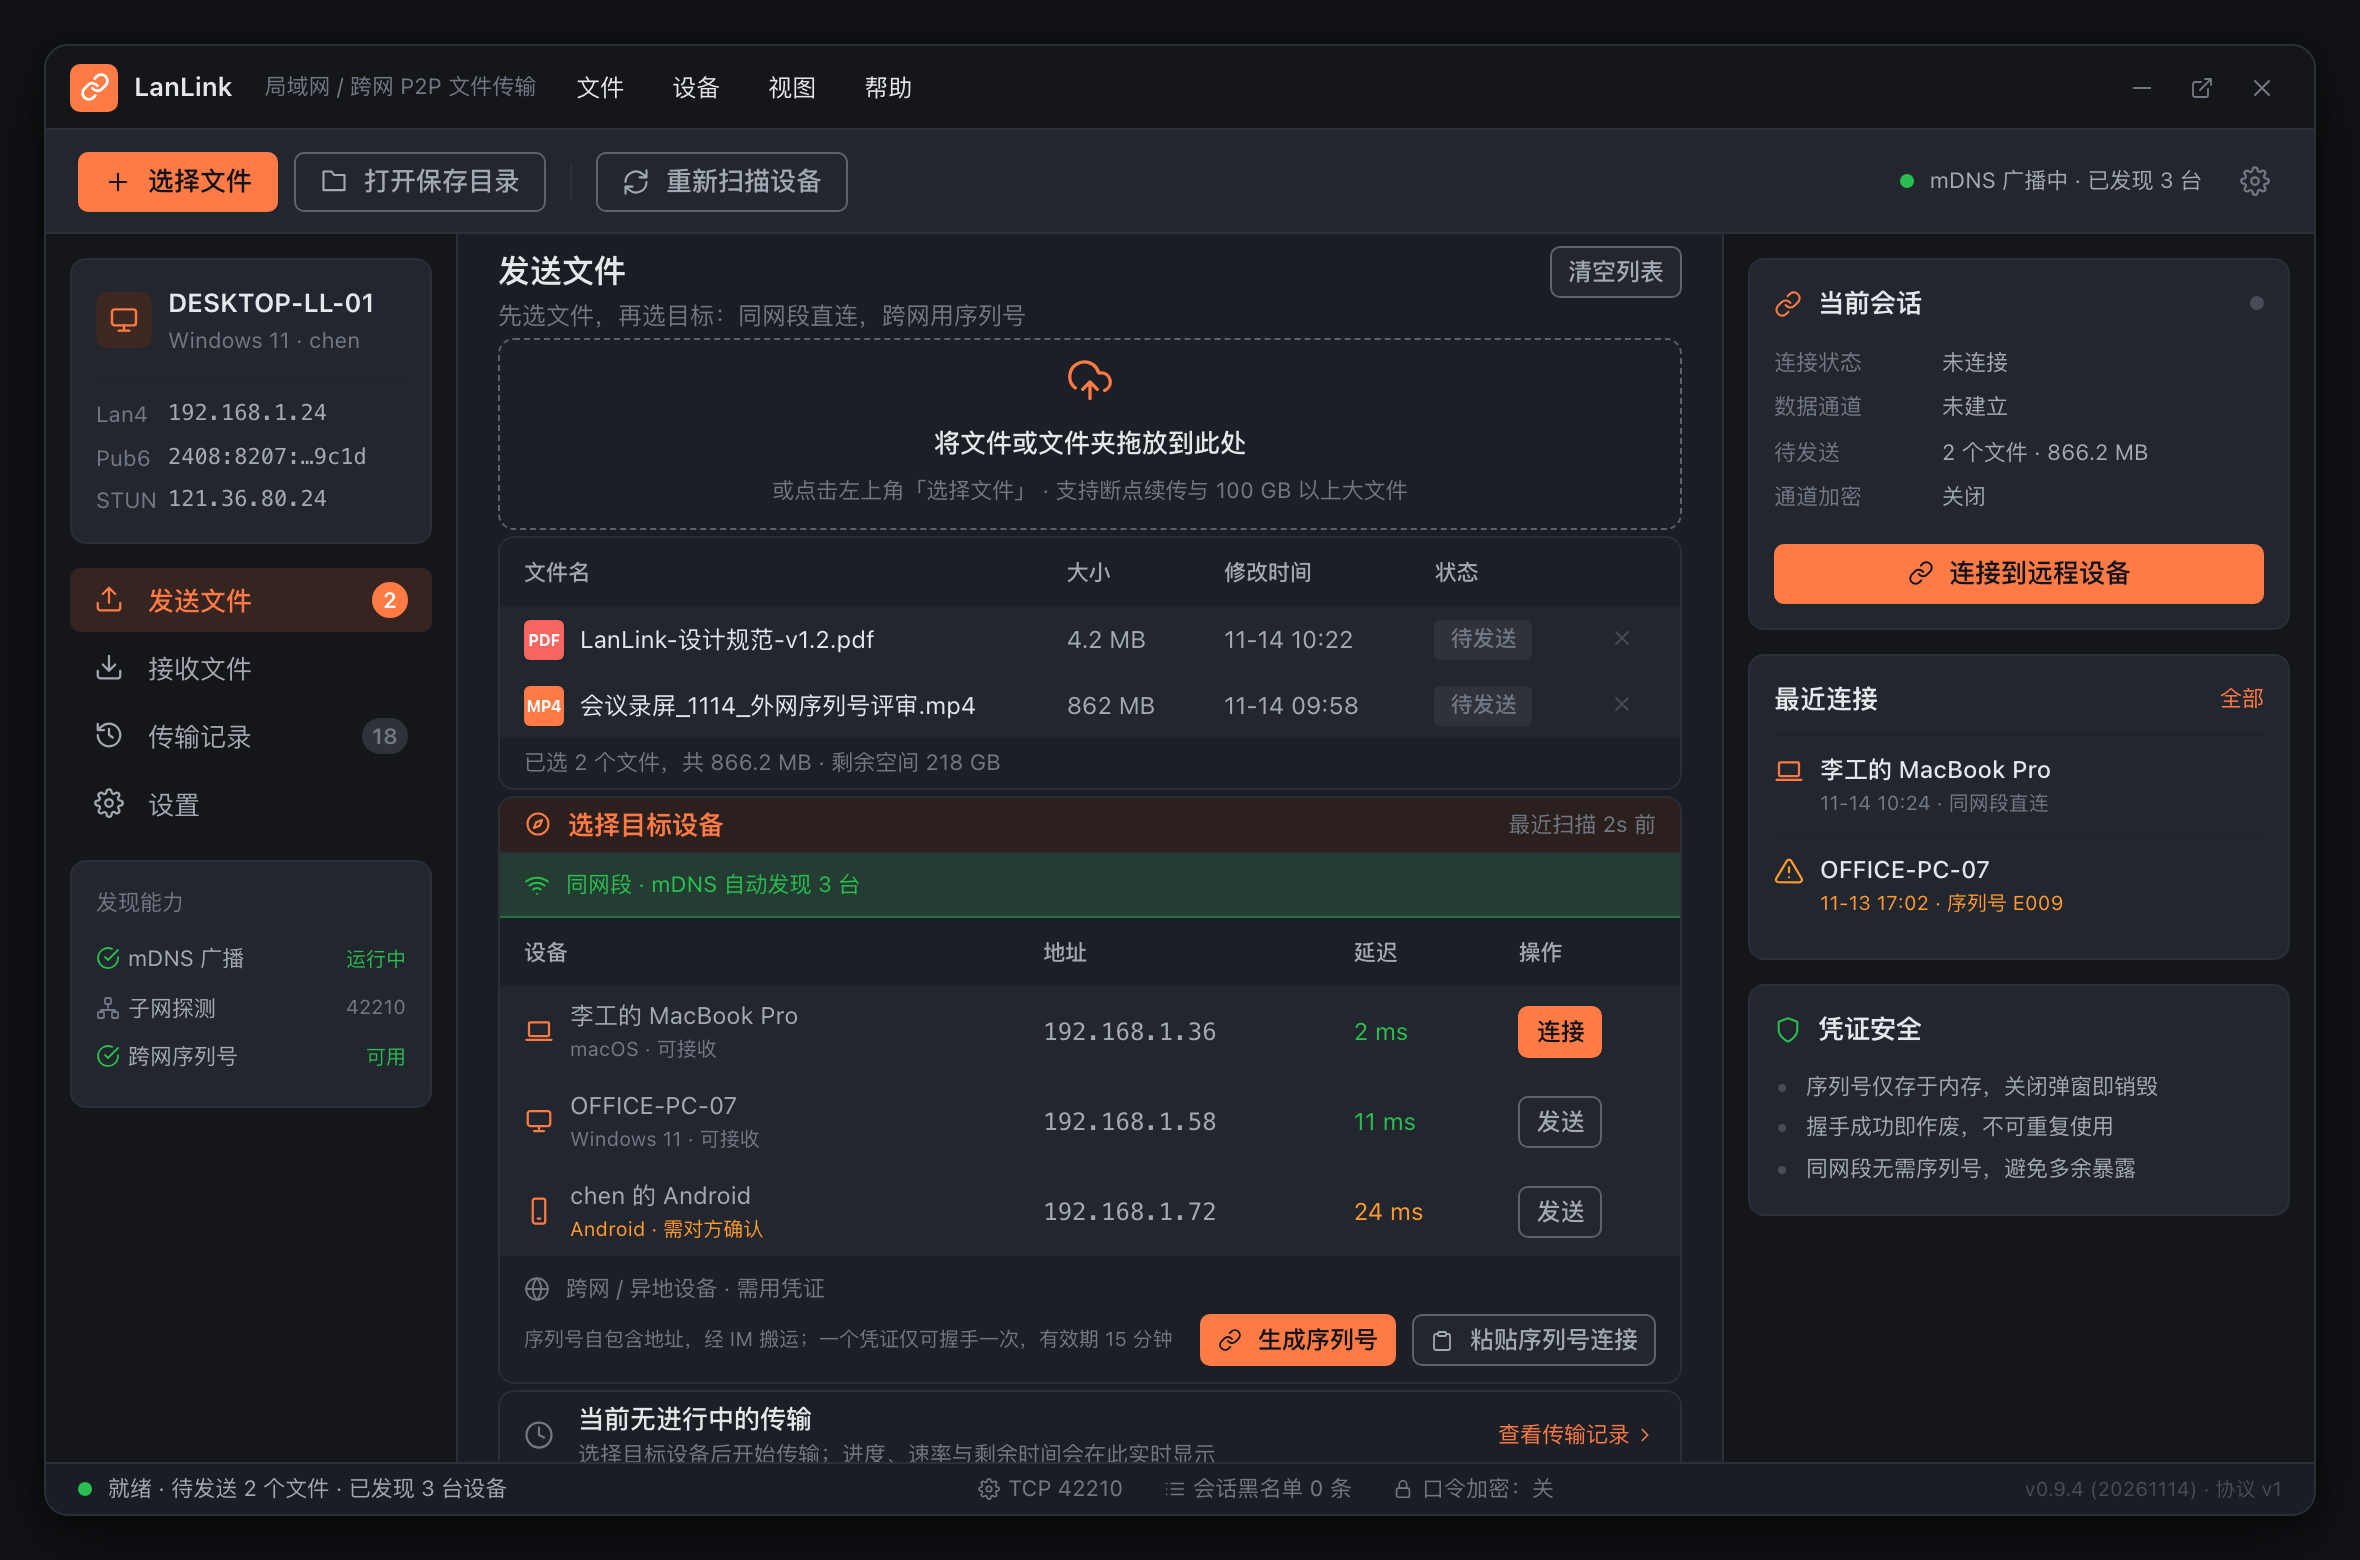 LanLink 局域网 / 跨网 P2P 文件传输 文件 设备 视图 帮助
选择文件 打开保存目录 重新扫描设备 mDNS 广播中 · 已发现 3 台
DESKTOP-LL-01
Windows 11 · chen
Lan4 192.168.1.24
Pub6 2408:8207:…9c1d
STUN 121.36.80.24
发送文件 2
接收文件
传输记录 18
设置
发现能力
mDNS 广播 运行中
子网探测 42210
跨网序列号 可用
发送文件 清空列表
先选文件，再选目标：同网段直连，跨网用序列号
将文件或文件夹拖放到此处
或点击左上角「选择文件」 · 支持断点续传与 100 GB 以上大文件
文件名 大小 修改时间 状态
PDF LanLink-设计规范-v1.2.pdf 4.2 MB 11-14 10:22 待发送
MP4 会议录屏_1114_外网序列号评审.mp4 862 MB 11-14 09:58 待发送
已选 2 个文件，共 866.2 MB · 剩余空间 218 GB
选择目标设备 最近扫描 2s 前
同网段 · mDNS 自动发现 3 台
设备 地址 延迟 操作
李工的 MacBook Pro 192.168.1.36 2 ms 连接
macOS · 可接收
OFFICE-PC-07 192.168.1.58 11 ms 发送
Windows 11 · 可接收
chen 的 Android 192.168.1.72 24 ms 发送
Android · 需对方确认
跨网 / 异地设备 · 需用凭证
序列号自包含地址，经 IM 搬运；一个凭证仅可握手一次，有效期 15 分钟 生成序列号 粘贴序列号连接
当前无进行中的传输 查看传输记录
选择目标设备后开始传输；进度、速率与剩余时间会在此实时显示
当前会话
连接状态 未连接
数据通道 未建立
待发送 2 个文件 · 866.2 MB
通道加密 关闭
连接到远程设备
最近连接 全部
李工的 MacBook Pro
11-14 10:24 · 同网段直连
OFFICE-PC-07
11-13 17:02 · 序列号 E009
凭证安全
序列号仅存于内存，关闭弹窗即销毁
握手成功即作废，不可重复使用
同网段无需序列号，避免多余暴露
就绪 · 待发送 2 个文件 · 已发现 3 台设备 TCP 42210 会话黑名单 0 条 口令加密：关 v0.9.4 (20261114) · 协议 v1